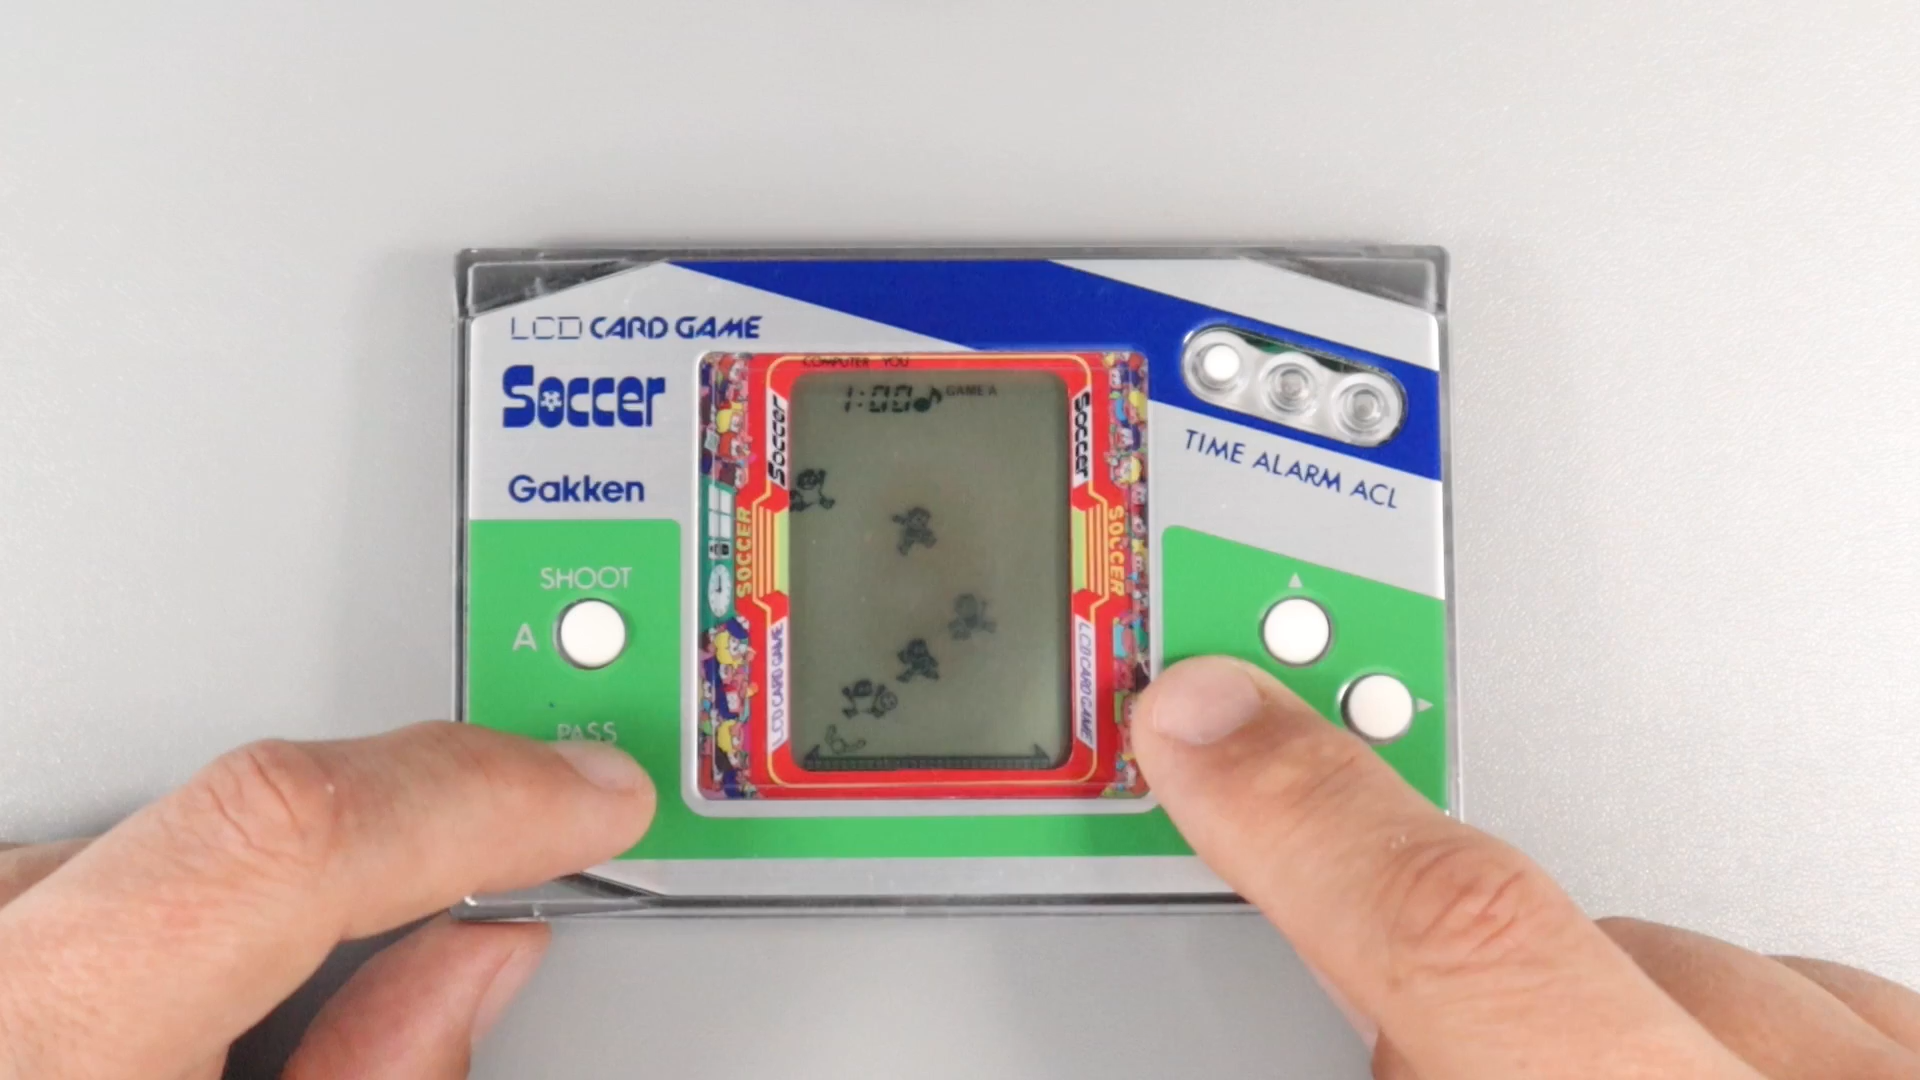 LCD CARD GAME
Soccer
Gakken
COMPUTER YOU
1:00 GAME A
Soccer
Soccer
SOCCER
SOCCER
LCD CARD GAME
LCD CARD GAME
TIME ALARM ACL
SHOOT
A
PASS